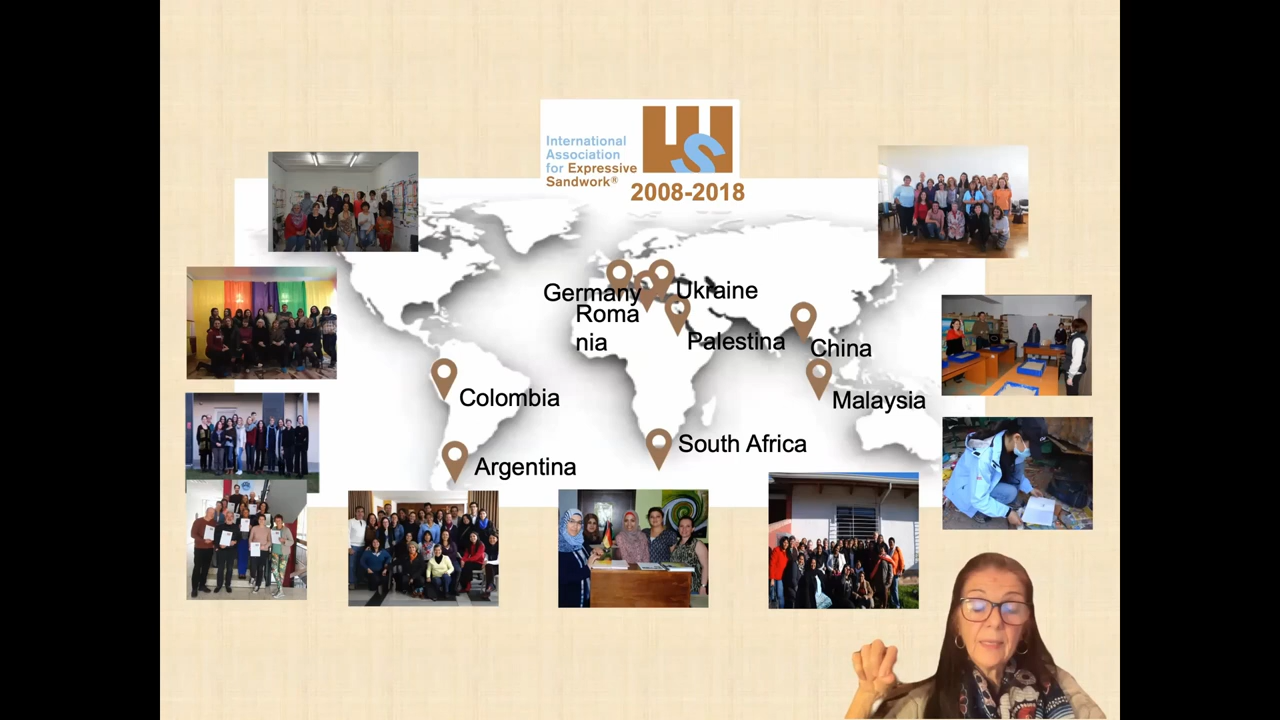 International
Association
for Expressive
Sandwork®
2008-2018
Germany
Ukraine
Roma
nia
Palestina
China
Colombia
Malaysia
South Africa
Argentina